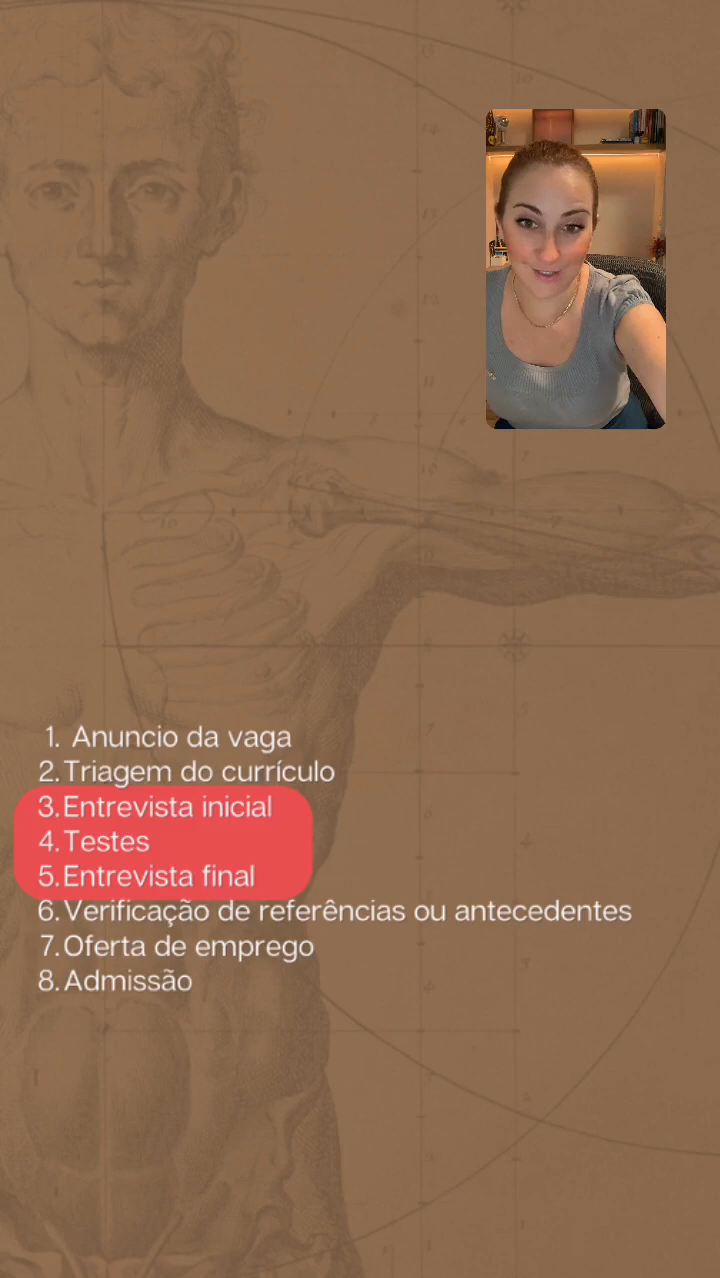 1. Anuncio da vaga
2. Triagem do currículo
3. Entrevista inicial
4. Testes
5. Entrevista final
6. Verificação de referências ou antecedentes
7. Oferta de emprego
8. Admissão